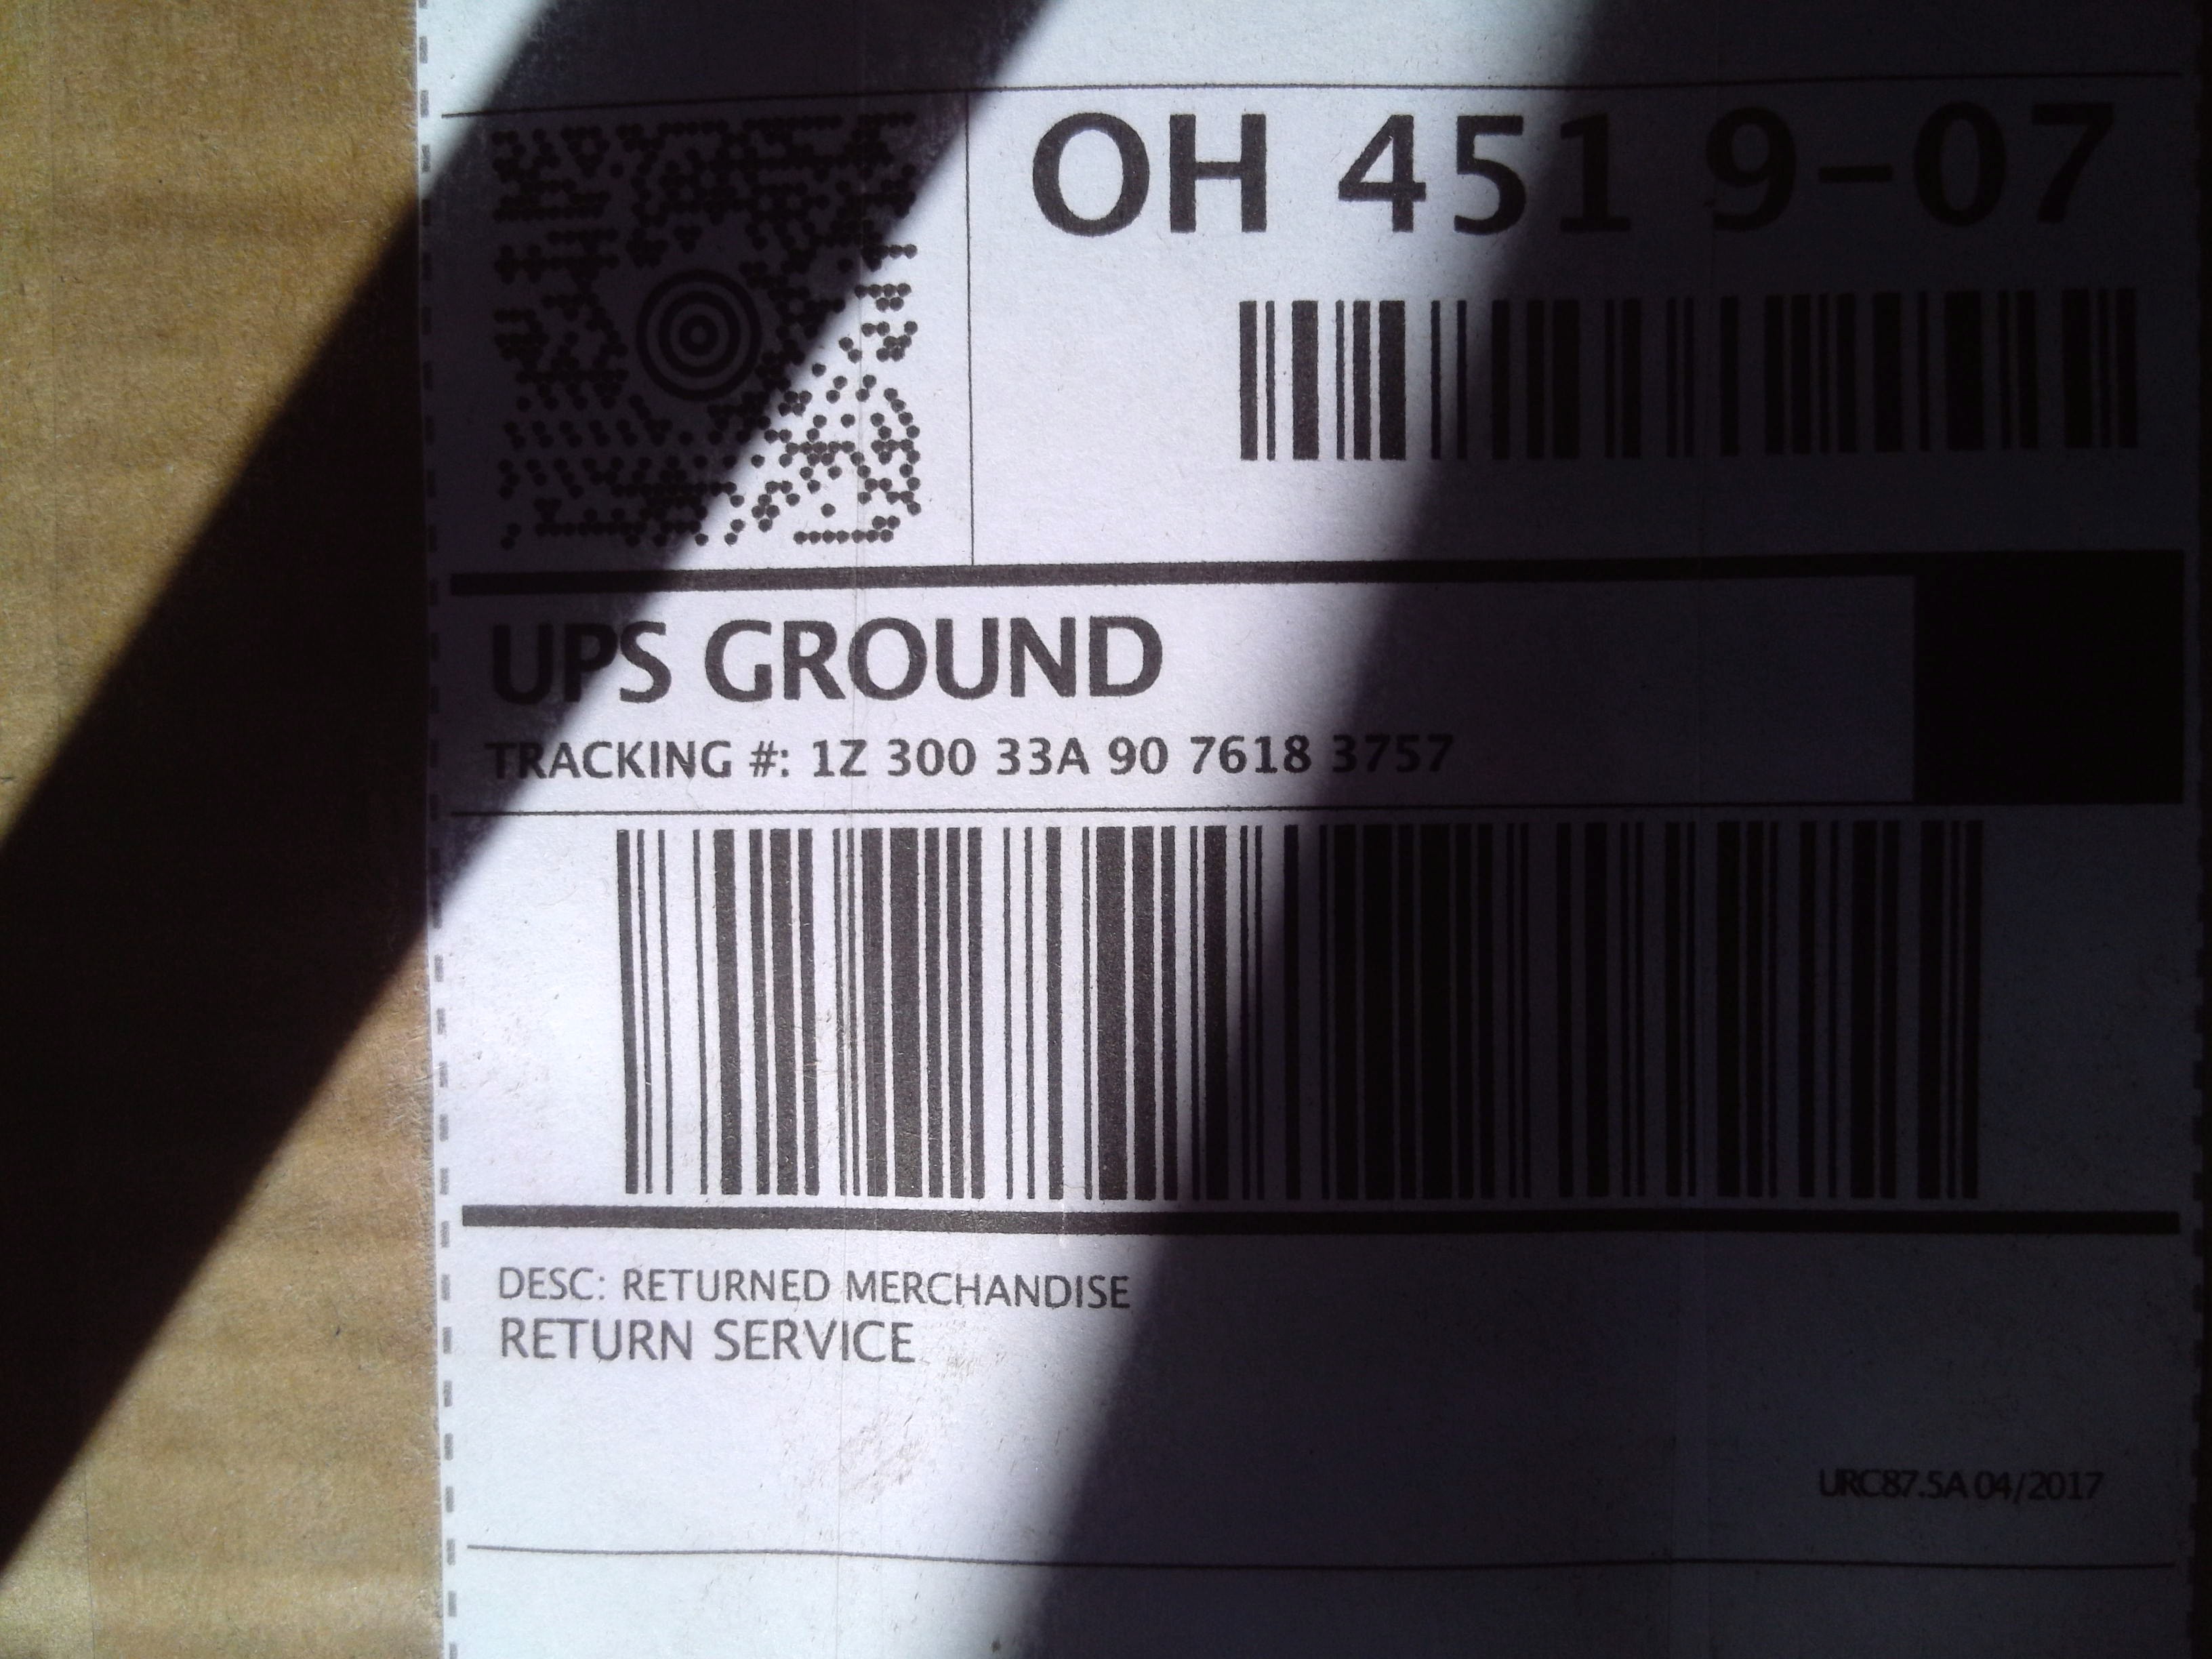 OH 451 9-07
UPS GROUND
TRACKING #: 1Z 300 33A 90 7618 3757
DESC: RETURNED MERCHANDISE
RETURN SERVICE
URC87.5A 04/2017